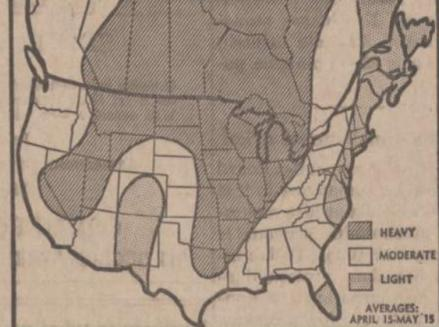 HEAVY
MODERATE
LIGHT
AVERAGES:
APRIL 15-MAY 15